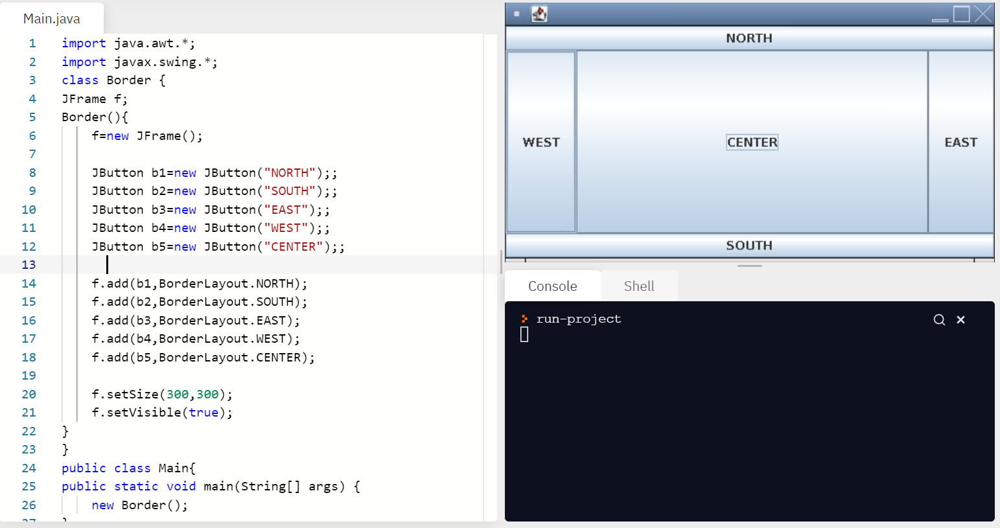 Main.java
1 import java.awt.*;
2 import javax.swing.*;
3 class Border {
4 JFrame f;
5 Border(){
6 f=new JFrame();
7
8 JButton b1=new JButton("NORTH");;
9 JButton b2=new JButton("SOUTH");;
10 JButton b3=new JButton("EAST");;
11 JButton b4=new JButton("WEST");;
12 JButton b5=new JButton("CENTER");;
13
14 f.add(b1,BorderLayout.NORTH);
15 f.add(b2,BorderLayout.SOUTH);
16 f.add(b3,BorderLayout.EAST);
17 f.add(b4,BorderLayout.WEST);
18 f.add(b5,BorderLayout.CENTER);
19
20 f.setSize(300,300);
21 f.setVisible(true);
22 }
23 }
24 public class Main{
25 public static void main(String[] args) {
26 new Border();
27 }
NORTH
WEST CENTER EAST
SOUTH
Console Shell
run-project